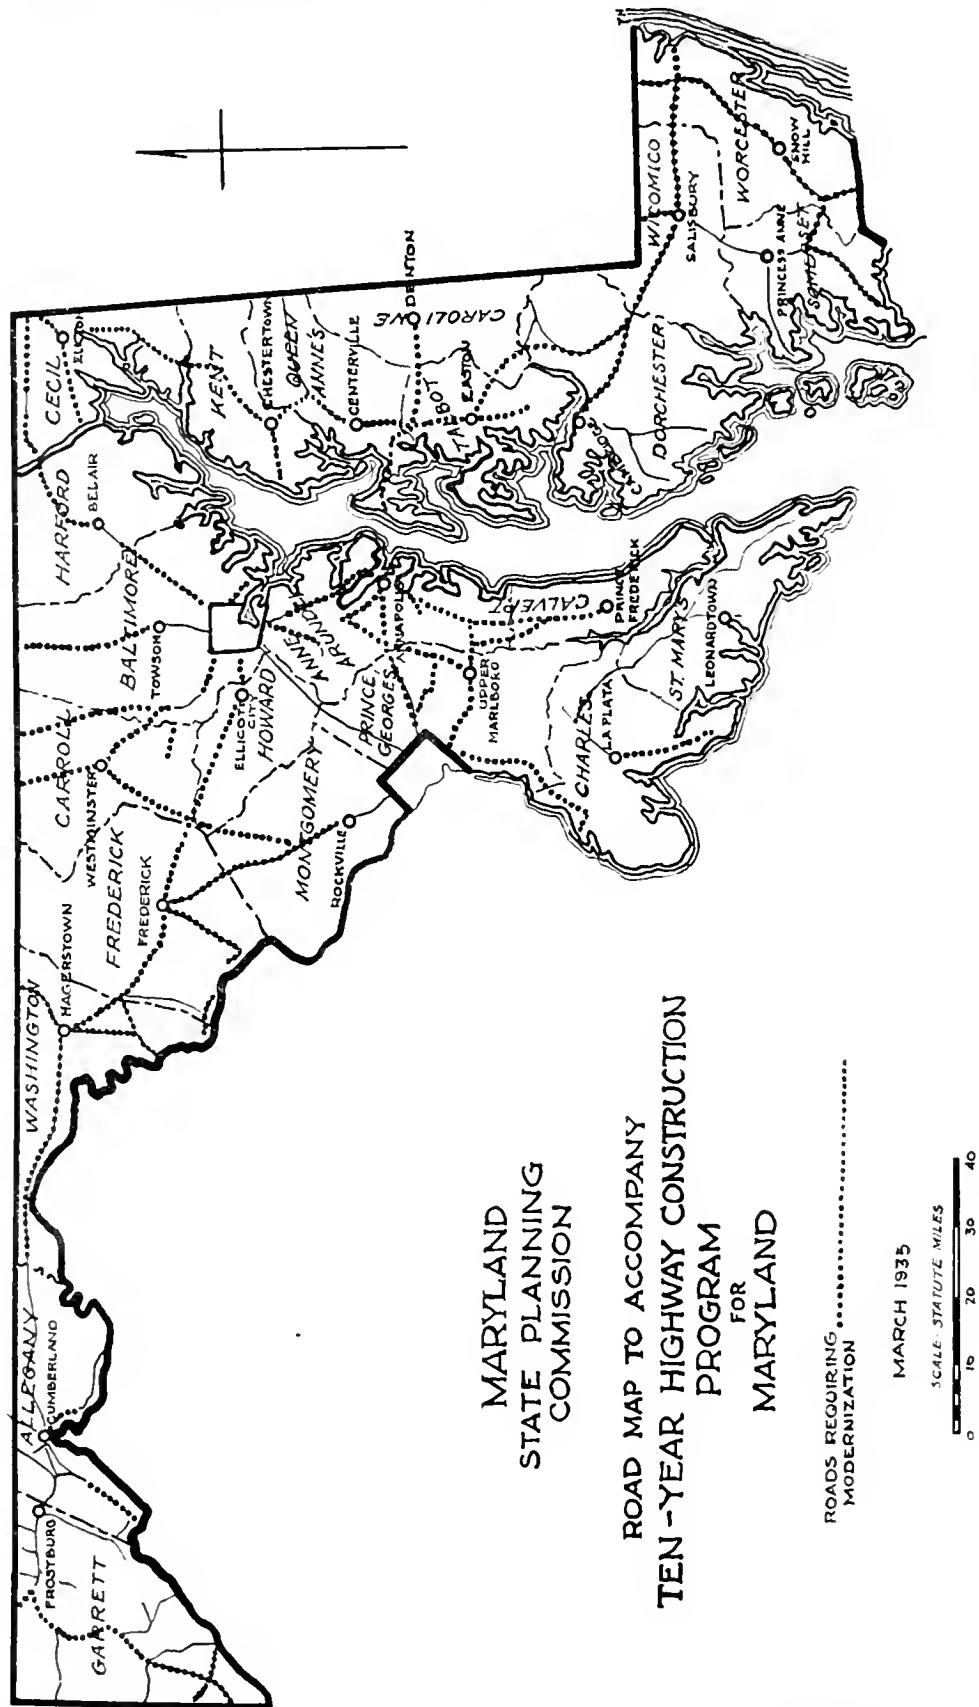 MARYLAND
STATE PLANNING
COMMISSION
ROAD MAP TO ACCOMPANY
TEN-YEAR HIGHWAY CONSTRUCTION
PROGRAM
FOR
MARYLAND
ROADS REQUIRING
MODERNIZATION
MARCH 1935
SCALE - STATUTE MILES
0 10 20 30 40
GARRETT
FROSTBURG
ALLEGANY
CUMBERLAND
WASHINGTON
HAGERSTOWN
FREDERICK
FREDERICK
CARROLL
WESTMINSTER
BALTIMORE
TOWSON
HARFORD
BELAIR
CECIL
ELKTON
KENT
CHESTERTOWN
QUEEN
ANNE'S
CENTERVILLE
CAROLINE
DENTON
TALBOT
EASTON
DORCHESTER
CAMBRIDGE
WICOMICO
SALISBURY
WORCESTER
SNOW
HILL
PRINCESS ANNE
SOMERSET
MONTGOMERY
ROCKVILLE
HOWARD
ELLICOTT
CITY
ANNE
ARUNDEL
ANNAPOLIS
PRINCE
GEORGES
UPPER
MARLBORO
CALVERT
PRINCE
FREDERICK
CHARLES
LA PLATA
ST. MARYS
LEONARDTOWN